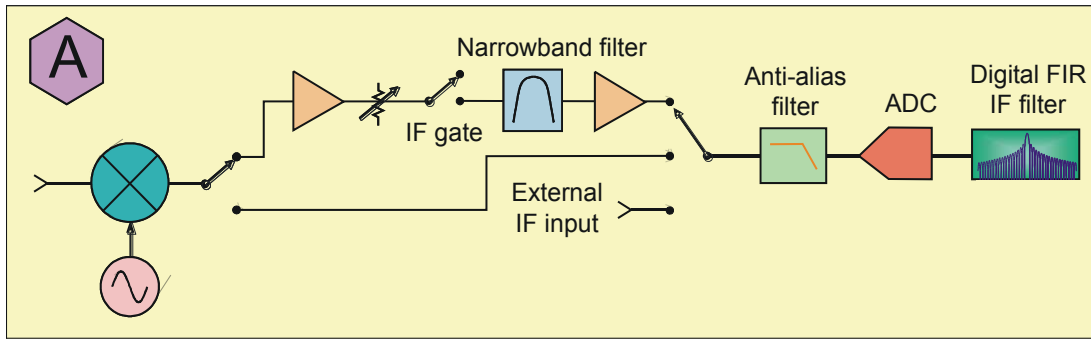 A
Narrowband filter
IF gate
External
IF input
Anti-alias
filter
ADC
Digital FIR
IF filter